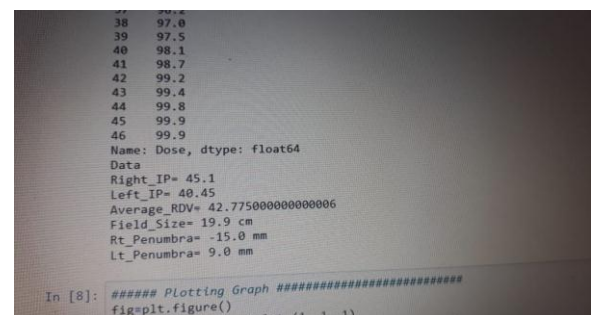 38 97.0
39 97.5
40 98.1
41 98.7
42 99.2
43 99.4
44 99.8
45 99.9
46 99.9
Name: Dose, dtype: float64
Data
Right_IP= 45.1
Left_IP= 40.45
Average_RDV= 42.775000000000006
Field_Size= 19.9 cm
Rt_Penumbra= -15.0 mm
Lt_Penumbra= 9.0 mm
In [8]: ###### Plotting Graph ##########################
fig=plt.figure()